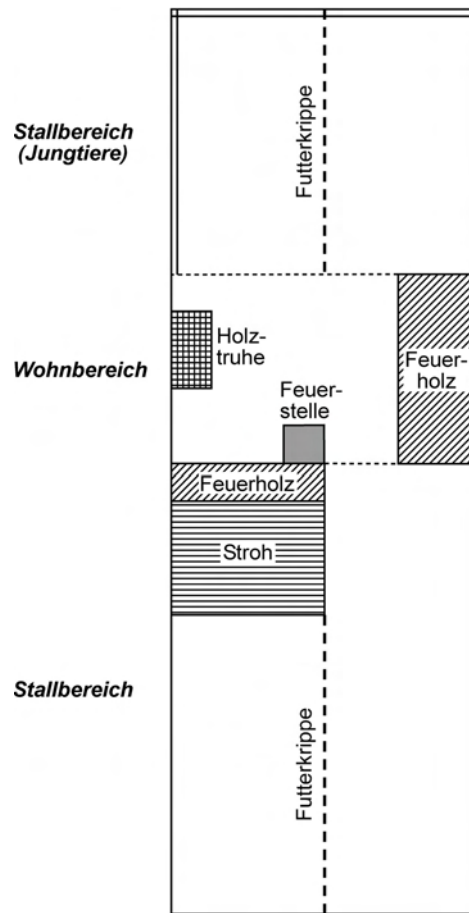 Stallbereich
(Jungtiere)
Futterkrippe
Wohnbereich
Holz-
truhe
Feuer-
stelle
Feuer-
holz
Feuerholz
Stroh
Stallbereich
Futterkrippe